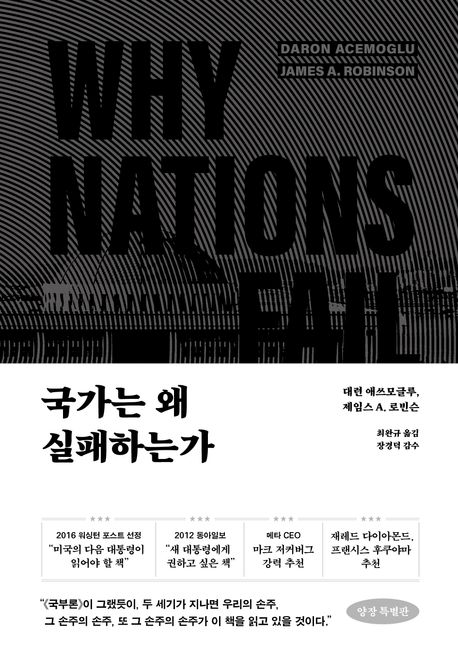 DARON ACEMOGLU
JAMES A. ROBINSON
WHY
NATIONS
FAIL
국가는 왜
실패하는가
대런 애쓰모글루,
제임스 A. 로빈슨
최완규 옮김
장경덕 감수
★★★
2016 워싱턴 포스트 선정
“미국의 다음 대통령이
읽어야 할 책”
★★★
2012 동아일보
“새 대통령에게
권하고 싶은 책”
★★★
메타 CEO
마크 저커버그
강력 추천
★★★
재레드 다이아몬드,
프랜시스 후쿠야마
추천
“《국부론》이 그랬듯이, 두 세기가 지나면 우리의 손주,
그 손주의 손주, 또 그 손주의 손주가 이 책을 읽고 있을 것이다.”
양장 특별판